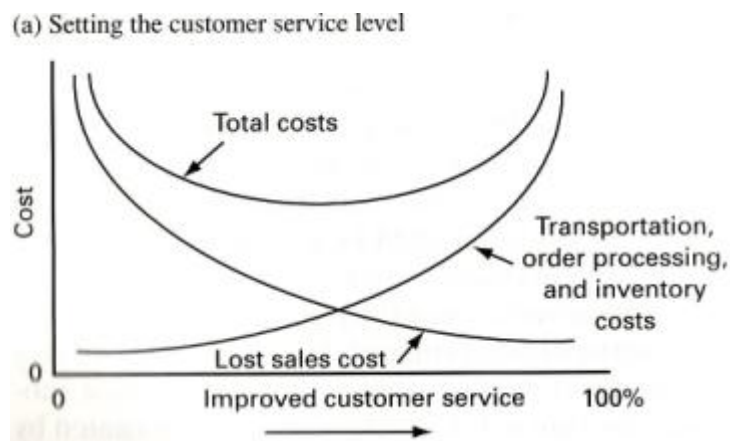 (a) Setting the customer service level
Total costs
Cost
Transportation,
order processing,
and inventory
costs
Lost sales cost
0
0
Improved customer service
100%